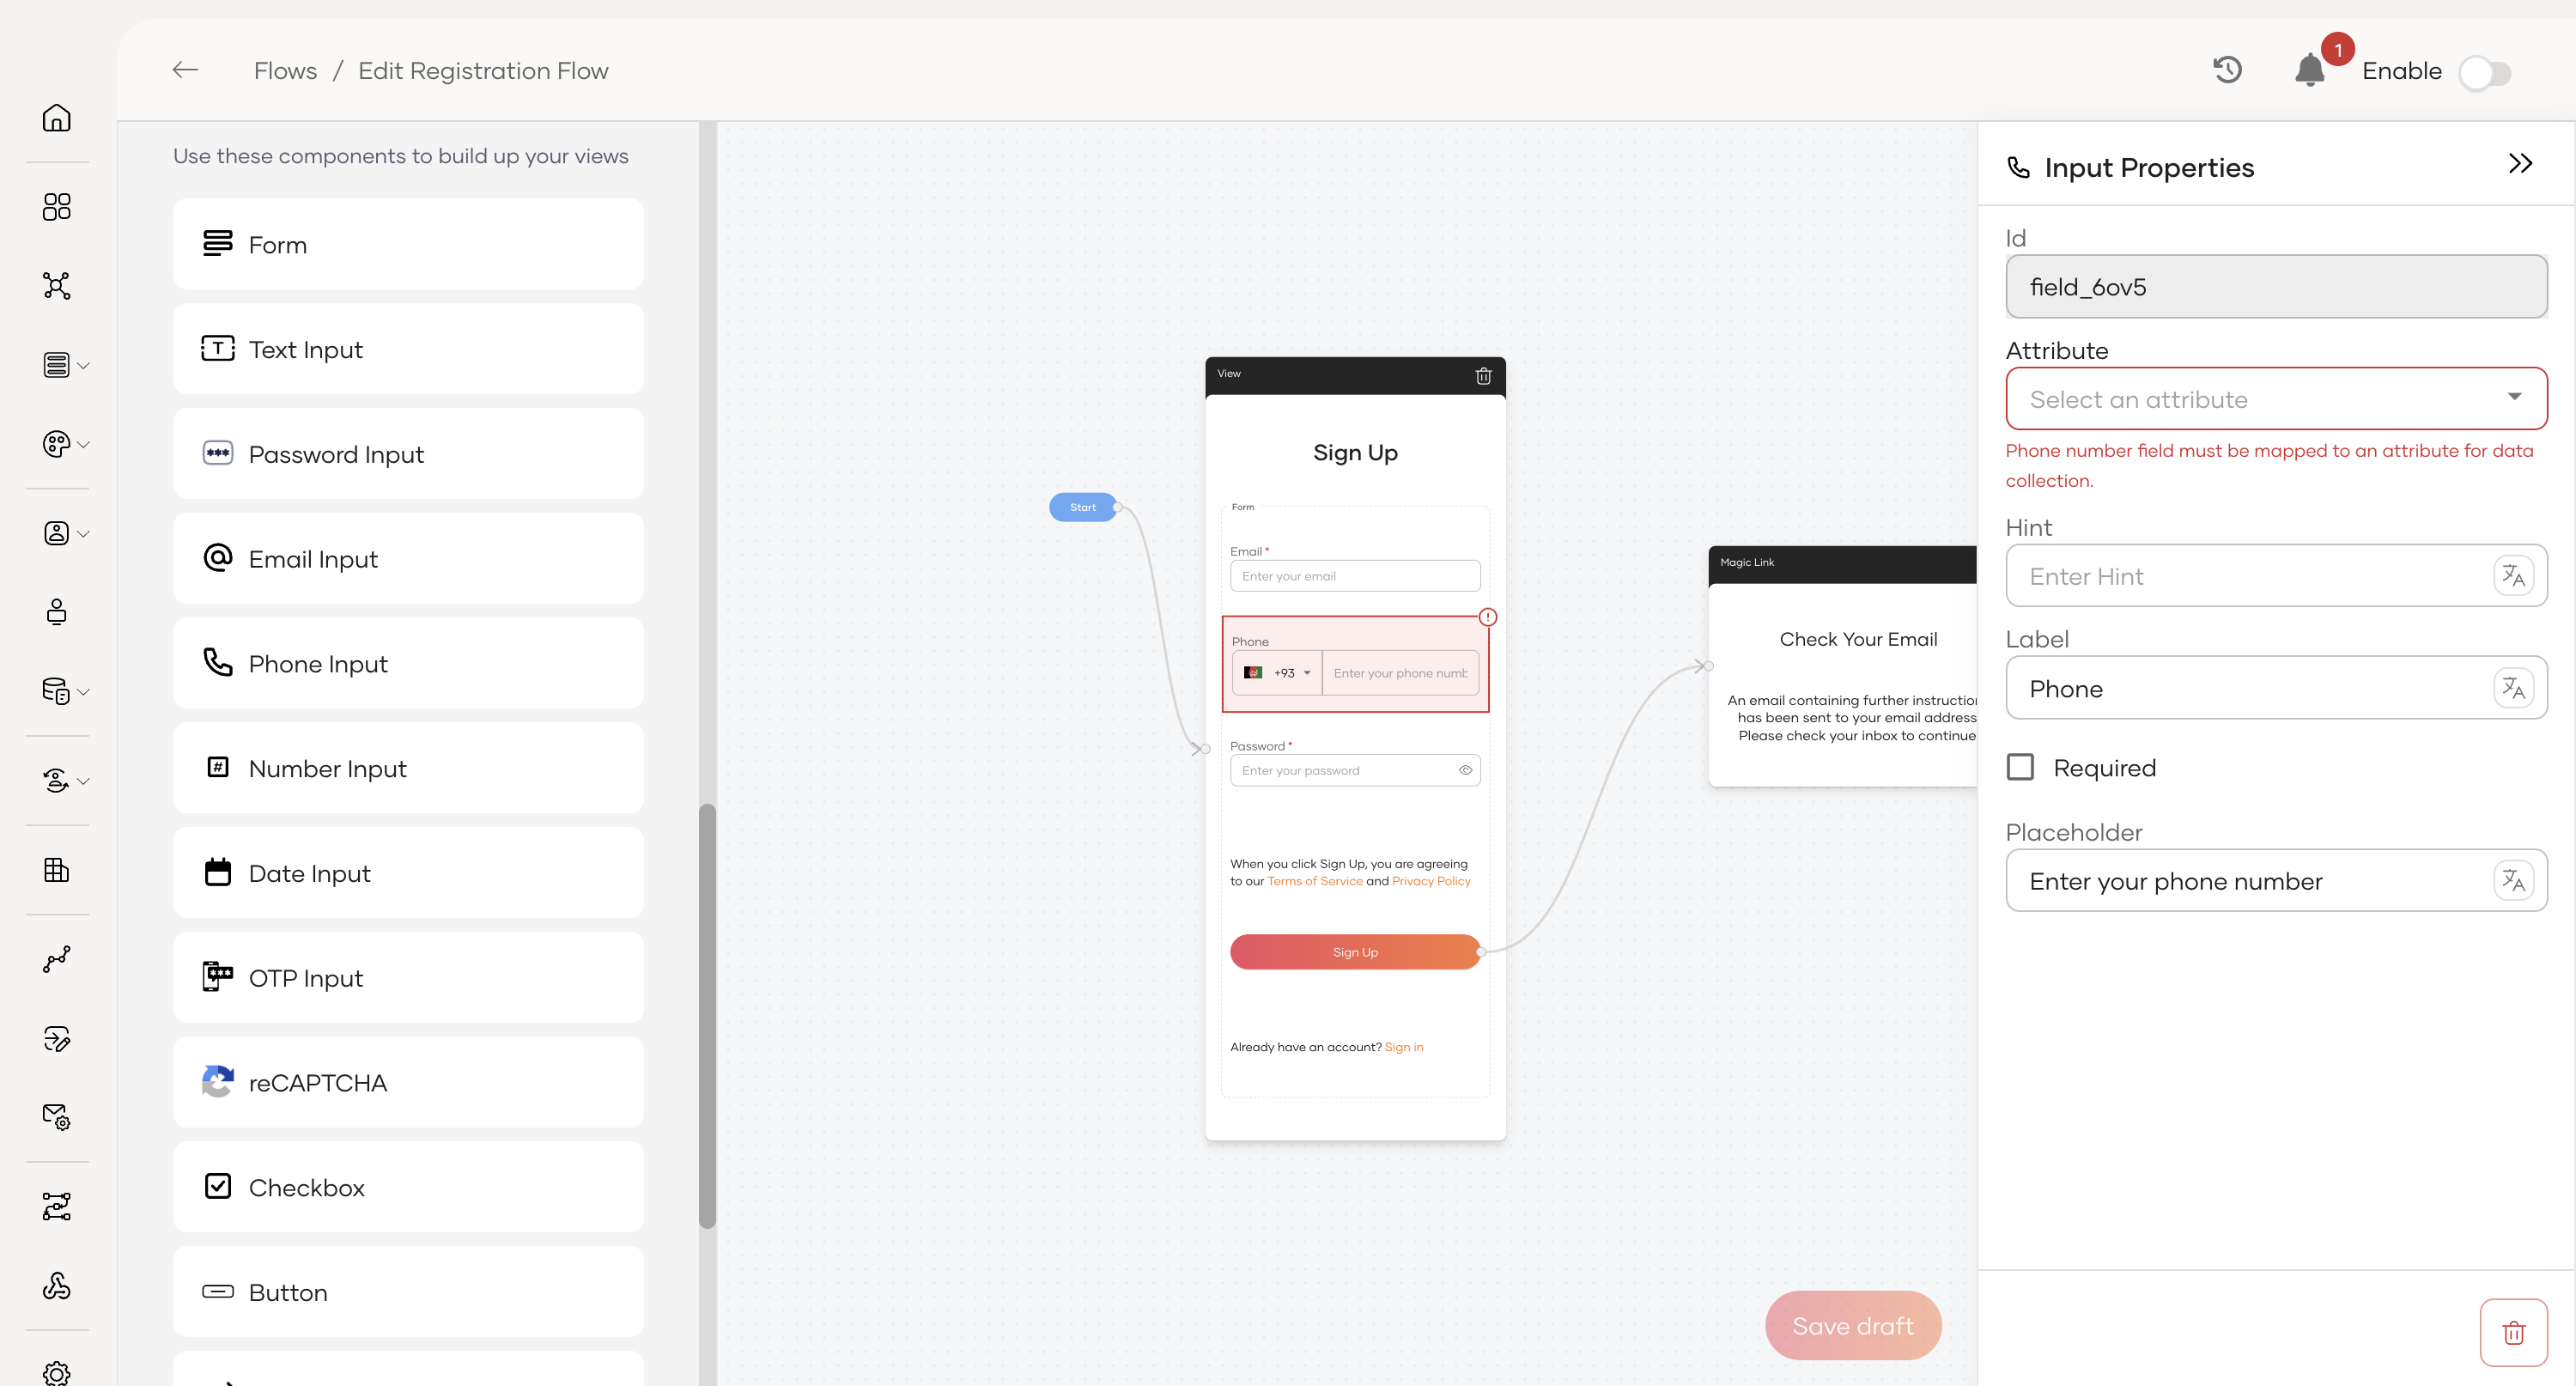 Flows / Edit Registration Flow
1
Enable
Use these components to build up your views
Form
Text Input
Password Input
Email Input
Phone Input
Number Input
Date Input
OTP Input
reCAPTCHA
Checkbox
Button
Start
View
Sign Up
Form
Email *
Enter your email
Phone
+93
Enter your phone numb
Password *
Enter your password
When you click Sign Up, you are agreeing
to our Terms of Service and Privacy Policy
Sign Up
Already have an account? Sign in
Magic Link
Check Your Email
An email containing further instruction
has been sent to your email address
Please check your inbox to continue
Save draft
Input Properties
Id
field_6ov5
Attribute
Select an attribute
Phone number field must be mapped to an attribute for data
collection.
Hint
Enter Hint
Label
Phone
Required
Placeholder
Enter your phone number